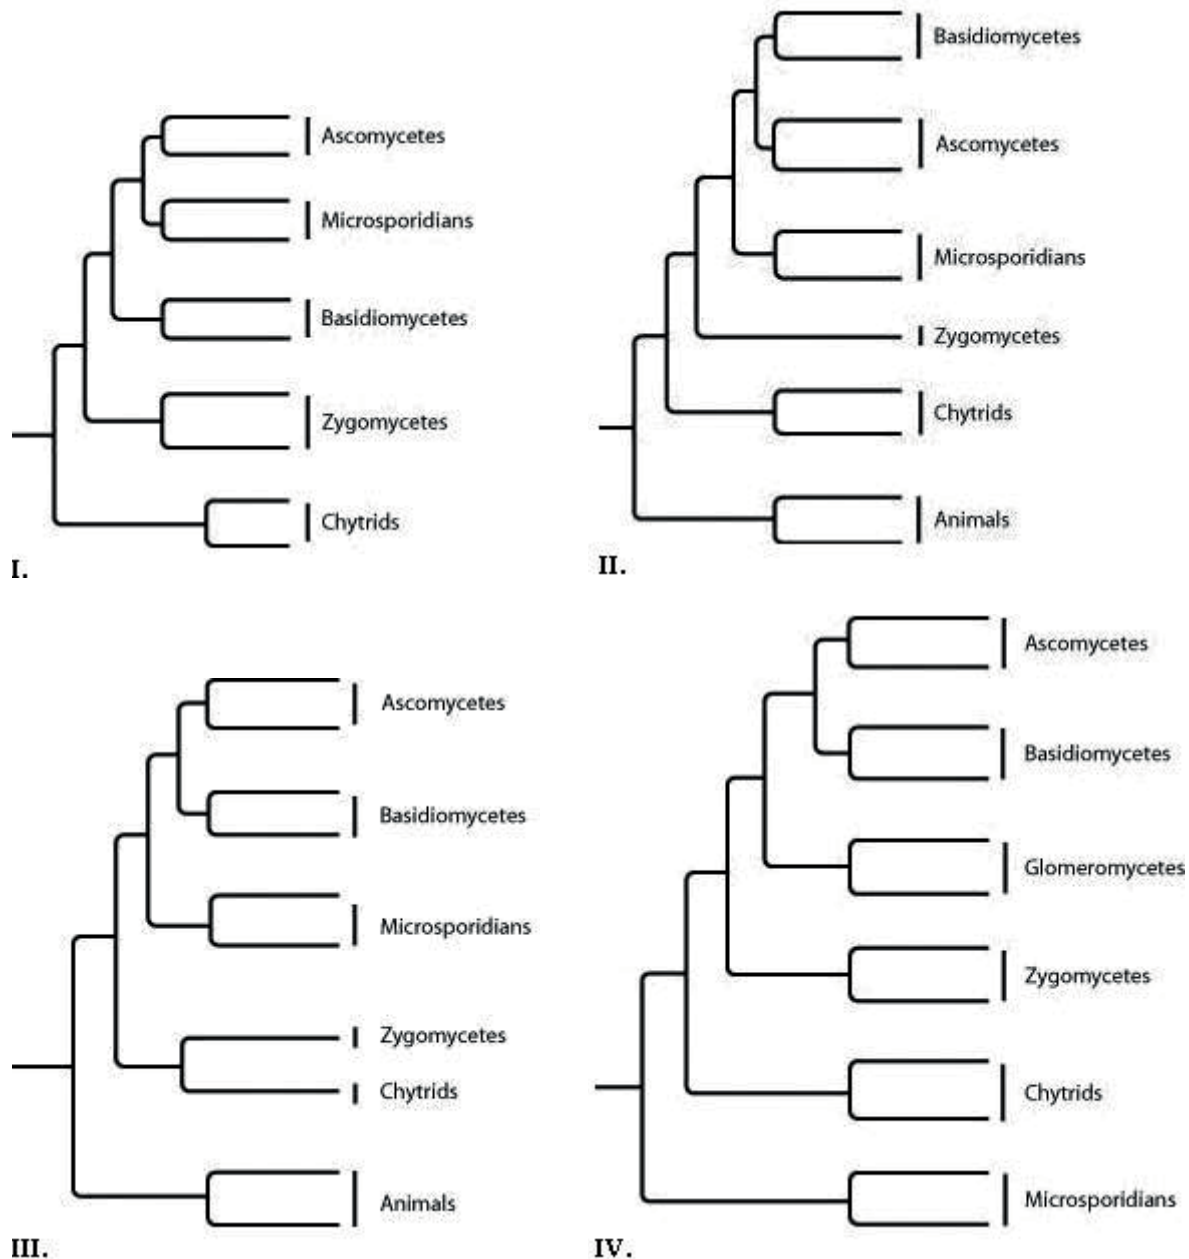 Ascomycetes
Microsporidians
Basidiomycetes
Zygomycetes
Chytrids
I.
Basidiomycetes
Ascomycetes
Microsporidians
Zygomycetes
Chytrids
Animals
II.
Ascomycetes
Basidiomycetes
Microsporidians
Zygomycetes
Chytrids
Animals
III.
Ascomycetes
Basidiomycetes
Glomeromycetes
Zygomycetes
Chytrids
Microsporidians
IV.